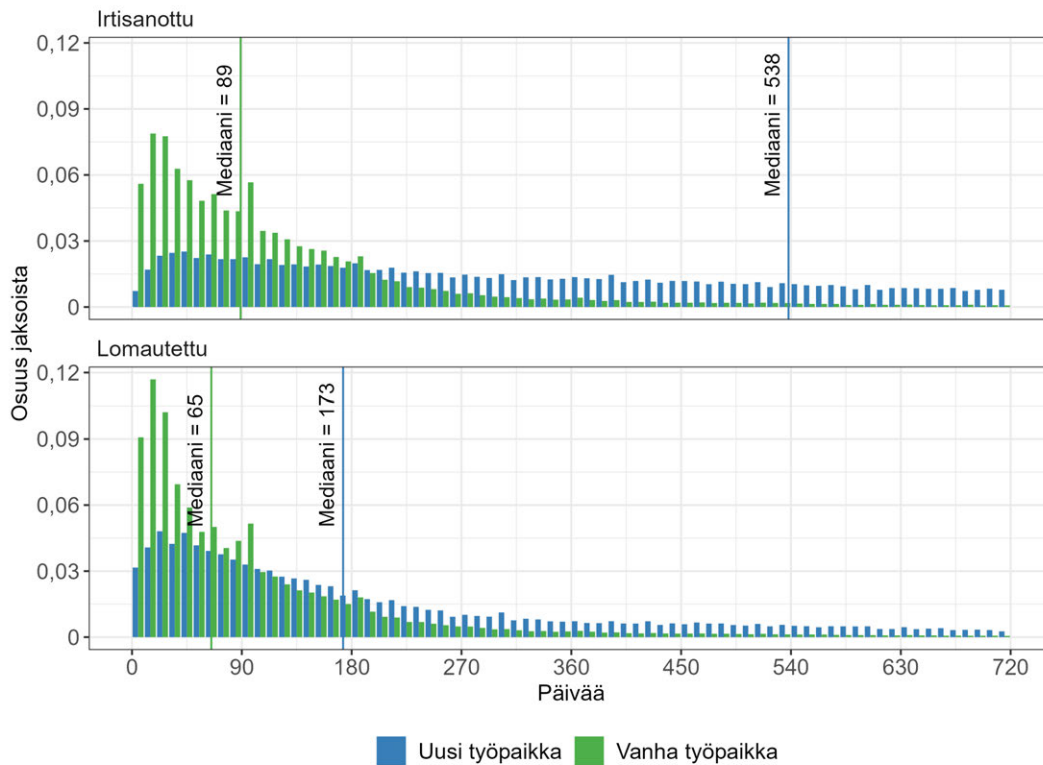 Irtisanottu
0,12
0,09
0,06
0,03
0
Mediaani = 89
Mediaani = 538
Osuus jaksoista
Lomautettu
0,12
0,09
0,06
0,03
0
Mediaani = 65
Mediaani = 173
0 90 180 270 360 450 540 630 720
Päivää
Uusi työpaikka Vanha työpaikka